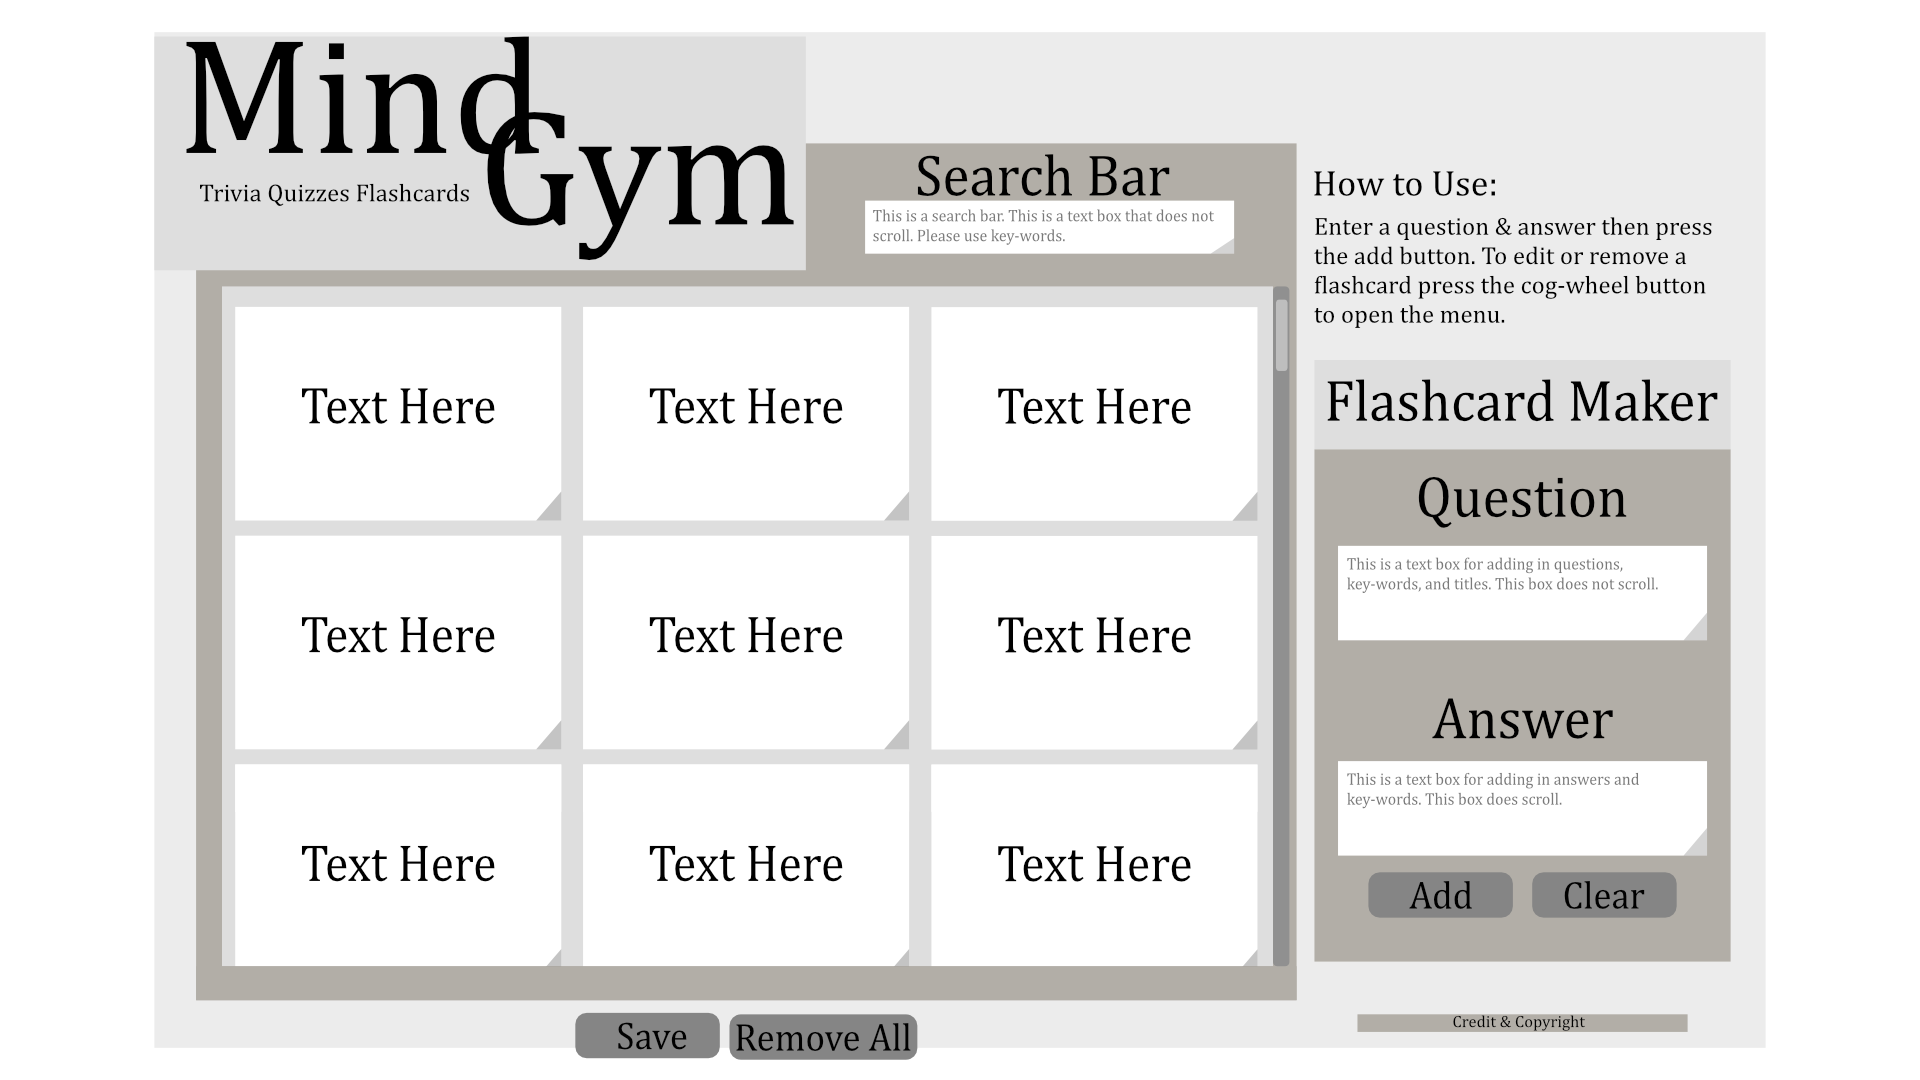 Mind
Gym
Trivia Quizzes Flashcards
Search Bar
This is a search bar. This is a text box that does not
scroll. Please use key-words.
How to Use:
Enter a question & answer then press
the add button. To edit or remove a
flashcard press the cog-wheel button
to open the menu.
Text Here
Text Here
Text Here
Text Here
Text Here
Text Here
Text Here
Text Here
Text Here
Flashcard Maker
Question
This is a text box for adding in questions,
key-words, and titles. This box does not scroll.
Answer
This is a text box for adding in answers and
key-words. This box does scroll.
Add
Clear
Save
Remove All
Credit & Copyright